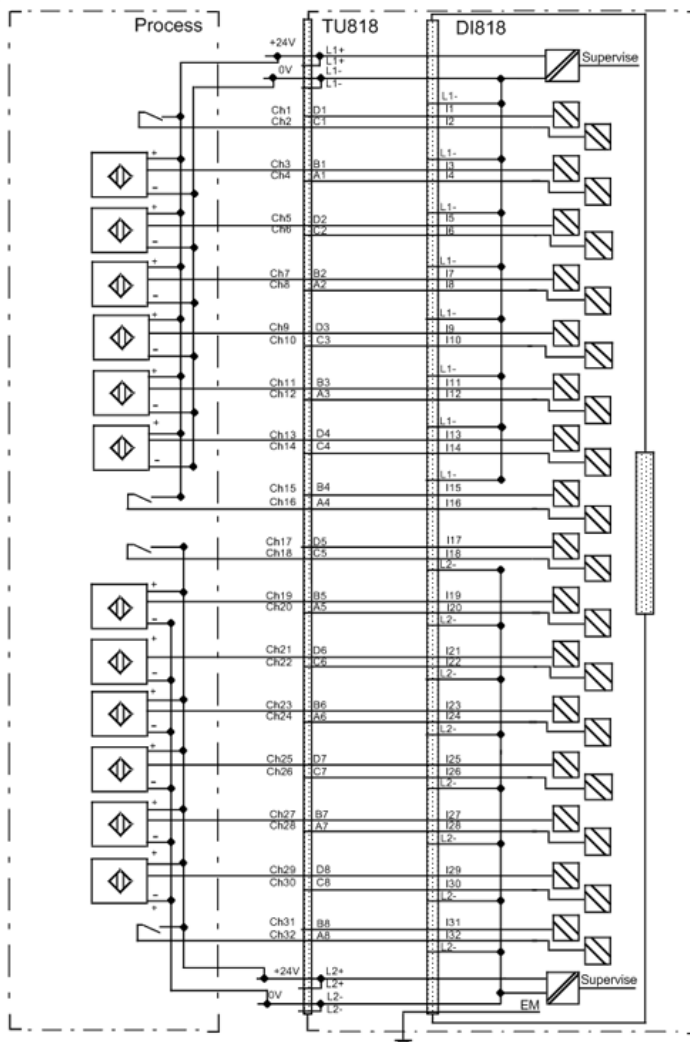 Process TU818 DI818
+24V L1+ Supervise
L1+
0V L1-
L1-
L1-
Ch1 D1 I1
Ch2 C1 I2
L1-
+
Ch3 B1 I3
Ch4 A1 I4
-
L1-
+
Ch5 D2 I5
Ch6 C2 I6
-
L1-
+
Ch7 B2 I7
Ch8 A2 I8
-
L1-
+
Ch9 D3 I9
Ch10 C3 I10
-
L1-
+
Ch11 B3 I11
Ch12 A3 I12
-
L1-
+
Ch13 D4 I13
Ch14 C4 I14
-
L1-
Ch15 B4 I15
Ch16 A4 I16
Ch17 D5 I17
Ch18 C5 I18
L2-
+
Ch19 B5 I19
Ch20 A5 I20
-
L2-
+
Ch21 D6 I21
Ch22 C6 I22
-
L2-
+
Ch23 B6 I23
Ch24 A6 I24
-
L2-
+
Ch25 D7 I25
Ch26 C7 I26
-
L2-
+
Ch27 B7 I27
Ch28 A7 I28
-
L2-
+
Ch29 D8 I29
Ch30 C8 I30
-
L2-
+
Ch31 B8 I31
Ch32 A8 I32
L2-
+24V L2+ Supervise
L2+
0V L2- EM
L2-